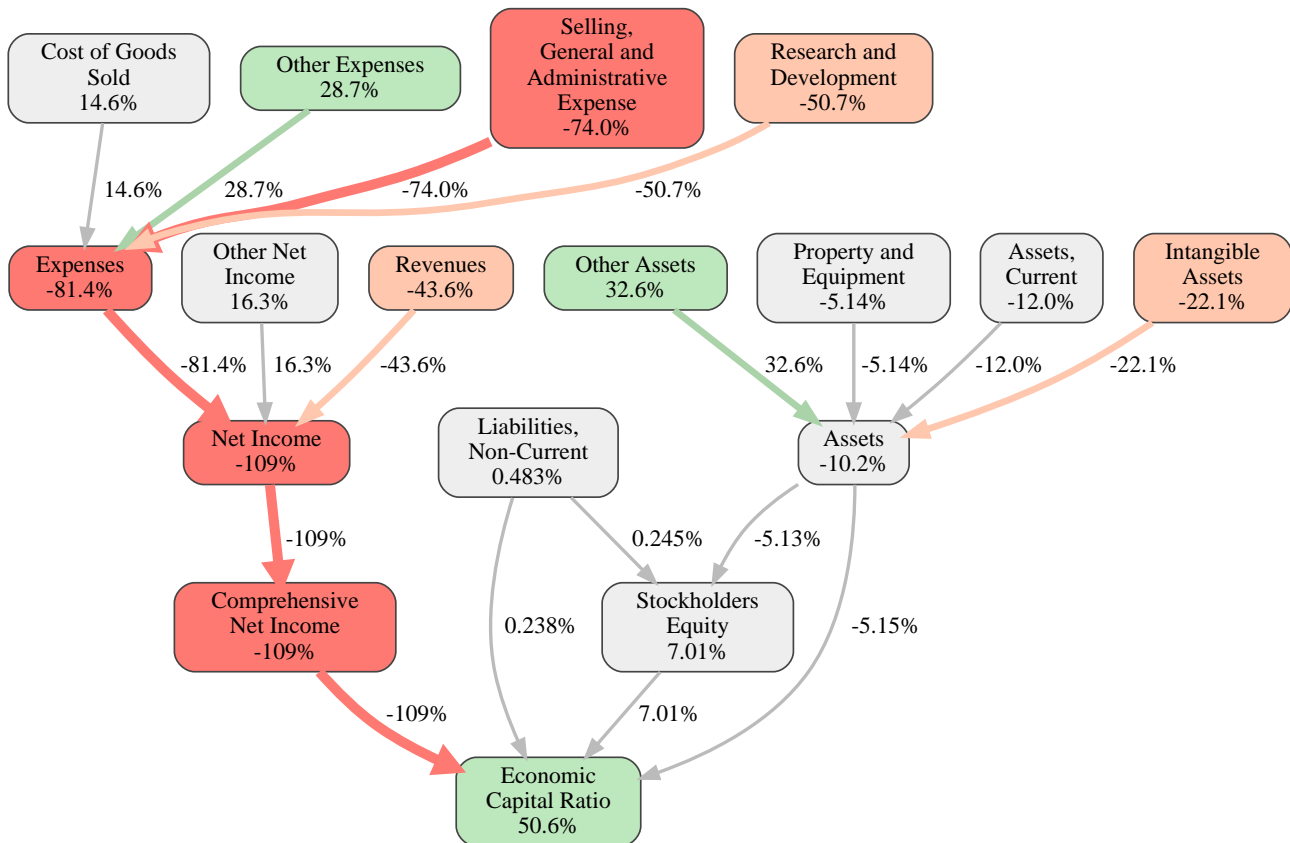 Cost of Goods
Sold
14.6%
Other Expenses
28.7%
Selling,
General and
Administrative
Expense
-74.0%
Research and
Development
-50.7%
14.6%
28.7%
-74.0%
-50.7%
Expenses
-81.4%
Other Net
Income
16.3%
Revenues
-43.6%
Other Assets
32.6%
Property and
Equipment
-5.14%
Assets,
Current
-12.0%
Intangible
Assets
-22.1%
-81.4%
16.3%
-43.6%
32.6%
-5.14%
-12.0%
-22.1%
Net Income
-109%
Liabilities,
Non-Current
0.483%
Assets
-10.2%
-109%
0.245%
-5.13%
Comprehensive
Net Income
-109%
0.238%
Stockholders
Equity
7.01%
-5.15%
-109%
7.01%
Economic
Capital Ratio
50.6%